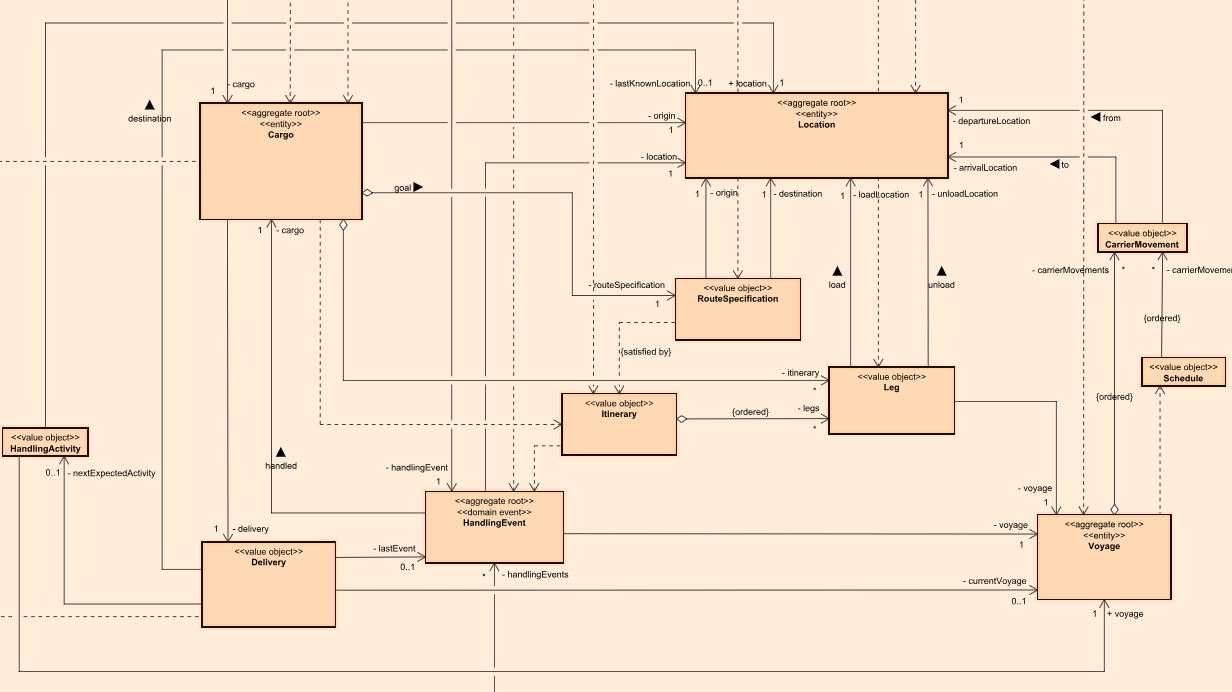 - cargo
1
- lastKnownLocation
0..1
+ location
1
destination
<<aggregate root>>
<<entity>>
Cargo
<<aggregate root>>
<<entity>>
Location
- origin
1
- location
1
1
- departureLocation
from
1
- arrivalLocation
to
goal
1
- origin
1
- destination
1
- loadLocation
1
- unloadLocation
1
- cargo
<<value object>>
CarrierMovement
- carrierMovements
*
*
- carrierMovemen
- routeSpecification
1
<<value object>>
RouteSpecification
load
unload
{ordered}
{satisfied by}
- itinerary
*
<<value object>>
Leg
<<value object>>
Schedule
<<value object>>
Itinerary
{ordered}
- legs
*
{ordered}
<<value object>>
HandlingActivity
0..1
- nextExpectedActivity
handled
- handlingEvent
1
<<aggregate root>>
<<domain event>>
HandlingEvent
- voyage
1
<<aggregate root>>
<<entity>>
Voyage
1
- delivery
- voyage
1
<<value object>>
Delivery
- lastEvent
0..1
*
- handlingEvents
- currentVoyage
0..1
1
+ voyage